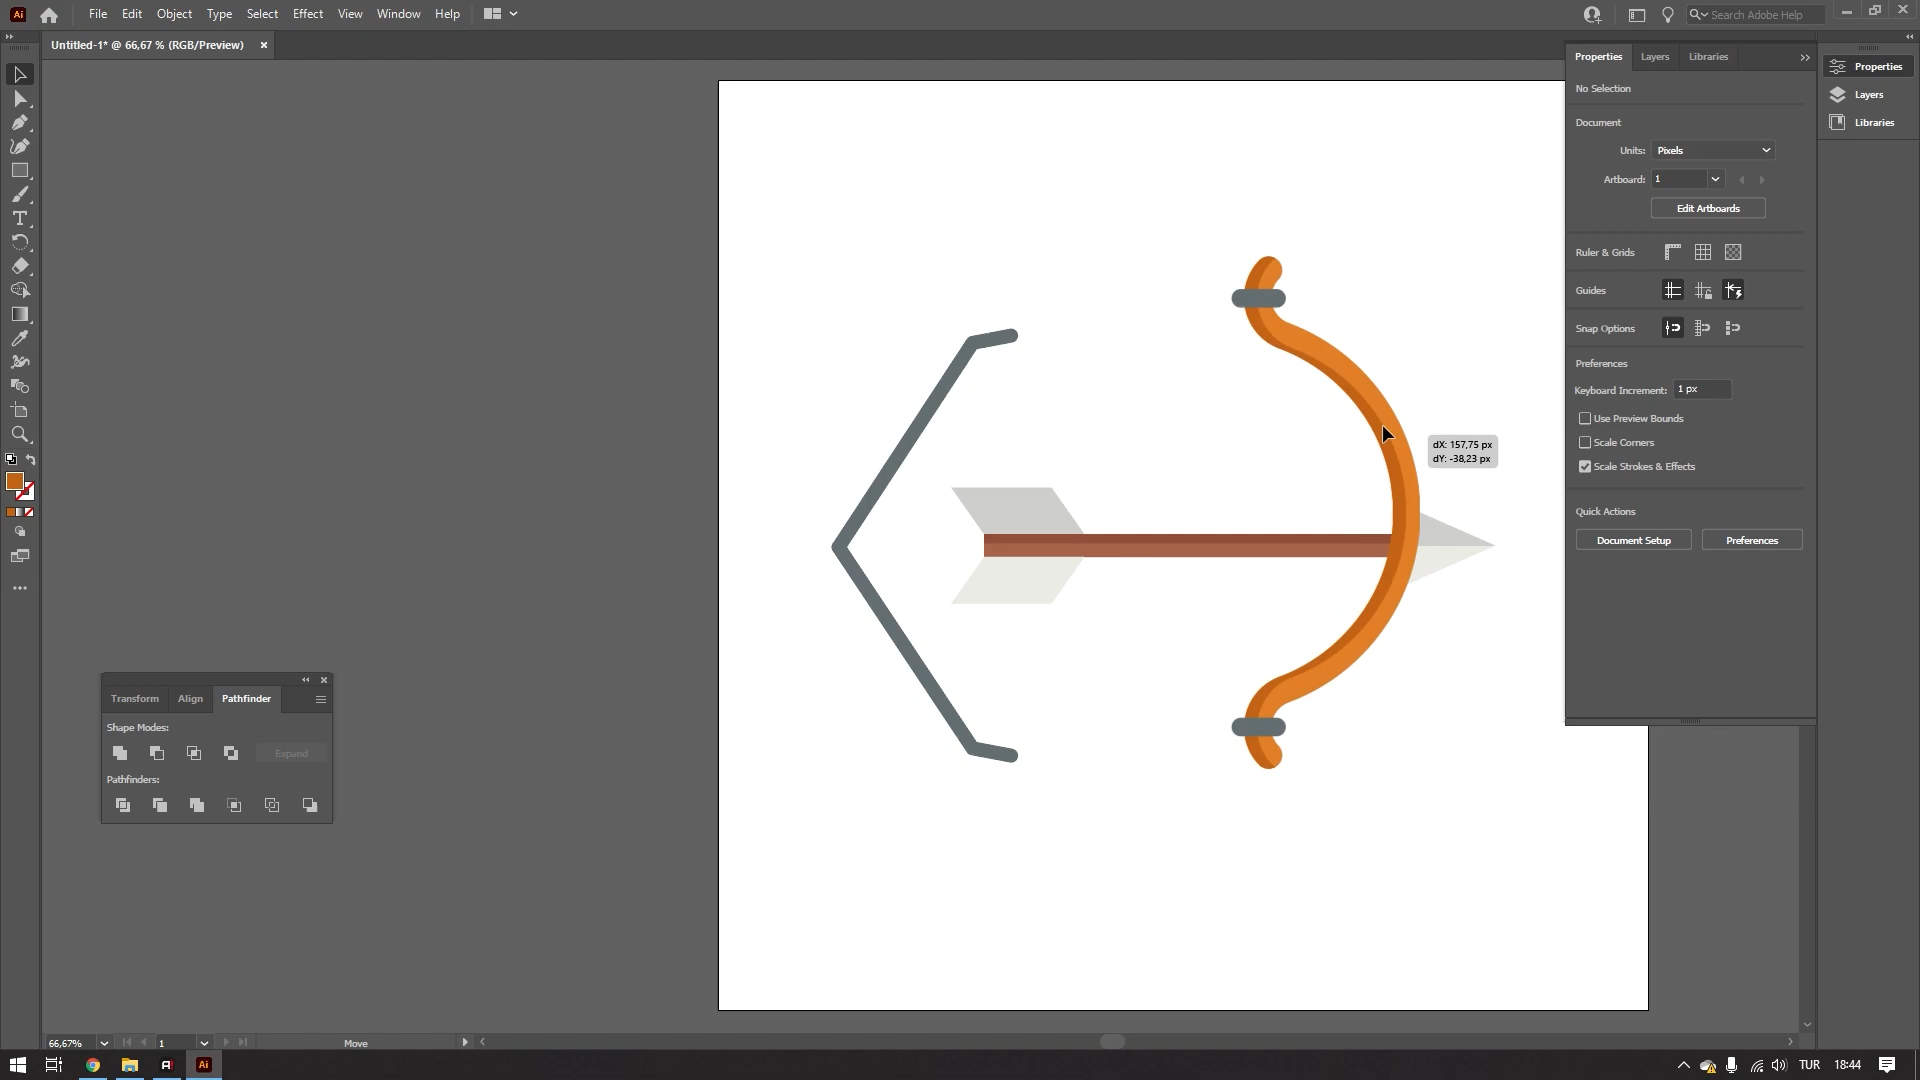 Ai File Edit Object Type Select Effect View Window Help Search Adobe Help
Untitled-1* @ 66,67 % (RGB/Preview)
Properties Layers Libraries
Properties
Layers
Libraries
No Selection
Document
Units: Pixels
Artboard: 1
Edit Artboards
Ruler & Grids
Guides
Snap Options
Preferences
Keyboard Increment: 1 px
Use Preview Bounds
Scale Corners
Scale Strokes & Effects
Quick Actions
Document Setup Preferences
dX: 157,75 px
dY: -38,23 px
Transform Align Pathfinder
Shape Modes:
Expand
Pathfinders:
66,67% 1 Move
Ai TUR 18:44